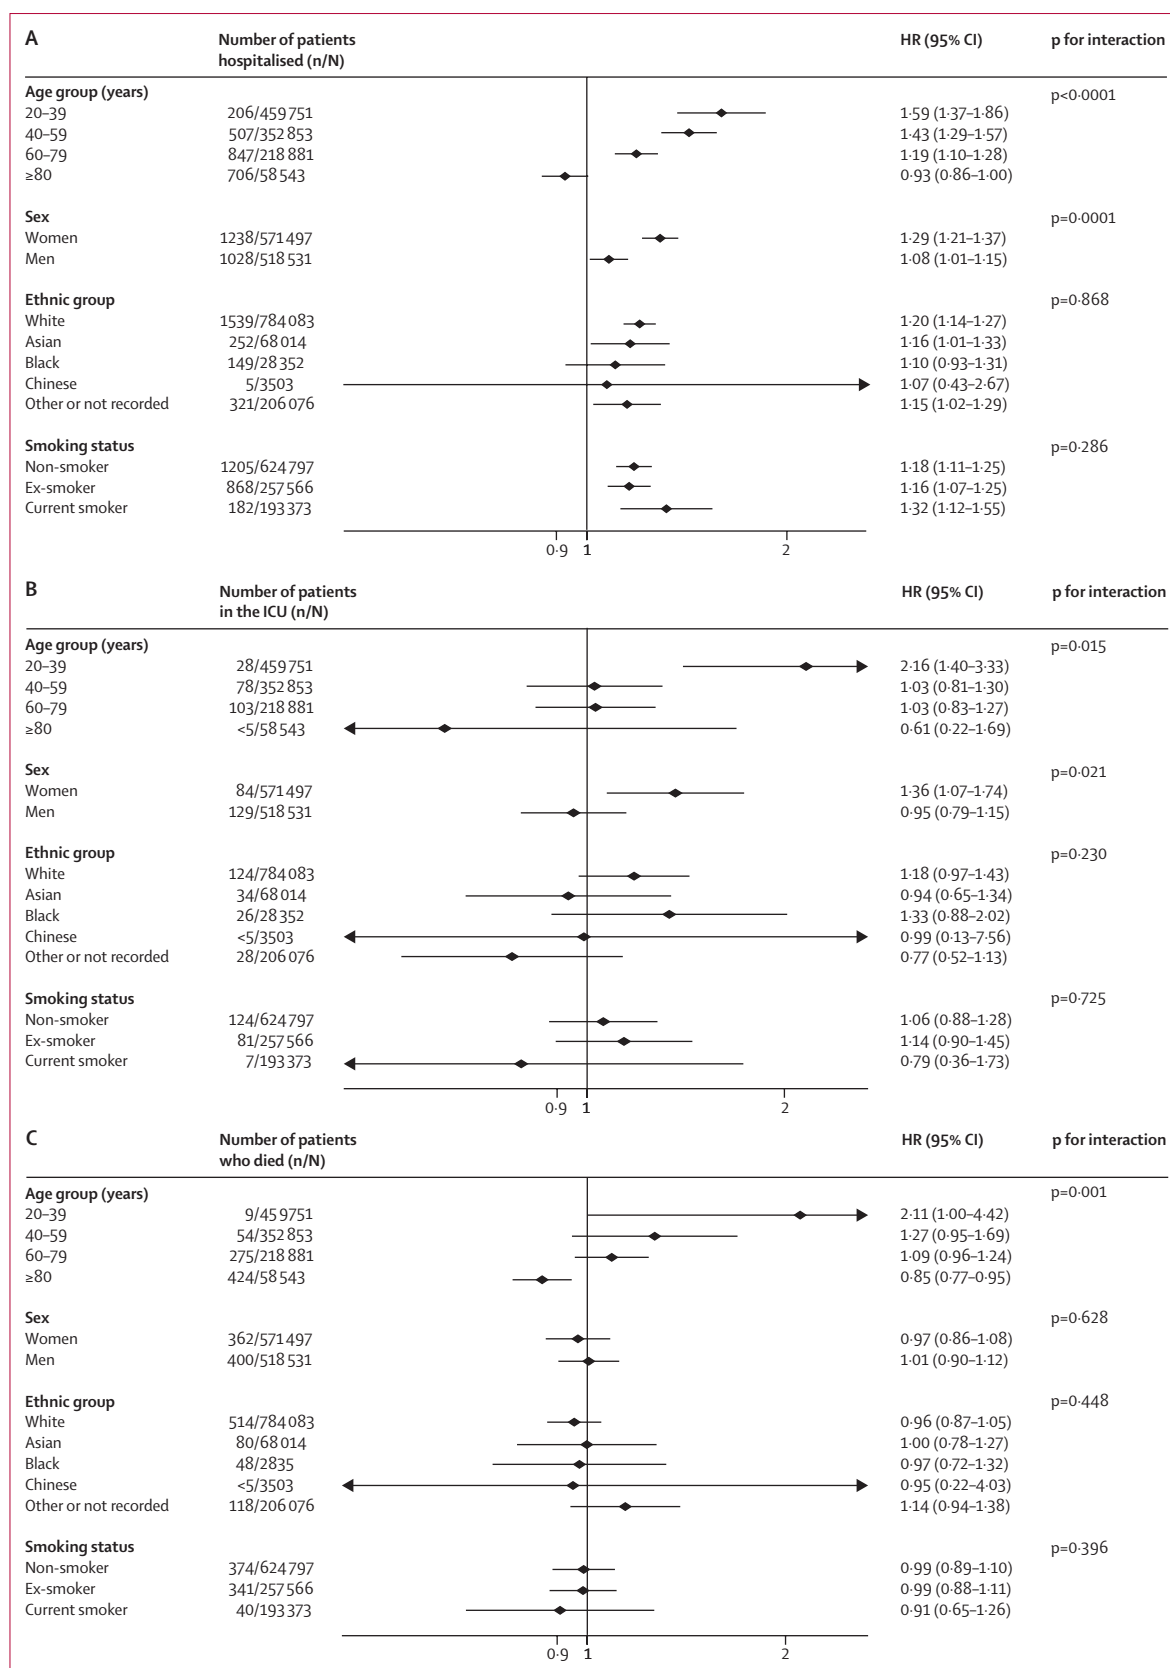 A Number of patients hospitalised (n/N) HR (95% CI) p for interaction
Age group (years) p<0·0001
20–39 206/459 751 1·59 (1·37–1·86)
40–59 507/352 853 1·43 (1·29–1·57)
60–79 847/218 881 1·19 (1·10–1·28)
≥80 706/58 543 0·93 (0·86–1·00)
Sex p=0·0001
Women 1238/571 497 1·29 (1·21–1·37)
Men 1028/518 531 1·08 (1·01–1·15)
Ethnic group p=0·868
White 1539/784 083 1·20 (1·14–1·27)
Asian 252/68 014 1·16 (1·01–1·33)
Black 149/28 352 1·10 (0·93–1·31)
Chinese 5/3503 1·07 (0·43–2·67)
Other or not recorded 321/206 076 1·15 (1·02–1·29)
Smoking status p=0·286
Non-smoker 1205/624 797 1·18 (1·11–1·25)
Ex-smoker 868/257 566 1·16 (1·07–1·25)
Current smoker 182/193 373 1·32 (1·12–1·55)
0·9 1 2
B Number of patients in the ICU (n/N) HR (95% CI) p for interaction
Age group (years) p=0·015
20–39 28/459 751 2·16 (1·40–3·33)
40–59 78/352 853 1·03 (0·81–1·30)
60–79 103/218 881 1·03 (0·83–1·27)
≥80 <5/58 543 0·61 (0·22–1·69)
Sex p=0·021
Women 84/571 497 1·36 (1·07–1·74)
Men 129/518 531 0·95 (0·79–1·15)
Ethnic group p=0·230
White 124/784 083 1·18 (0·97–1·43)
Asian 34/68 014 0·94 (0·65–1·34)
Black 26/28 352 1·33 (0·88–2·02)
Chinese <5/3503 0·99 (0·13–7·56)
Other or not recorded 28/206 076 0·77 (0·52–1·13)
Smoking status p=0·725
Non-smoker 124/624 797 1·06 (0·88–1·28)
Ex-smoker 81/257 566 1·14 (0·90–1·45)
Current smoker 7/193 373 0·79 (0·36–1·73)
0·9 1 2
C Number of patients who died (n/N) HR (95% CI) p for interaction
Age group (years) p=0·001
20–39 9/45 9751 2·11 (1·00–4·42)
40–59 54/352 853 1·27 (0·95–1·69)
60–79 275/218 881 1·09 (0·96–1·24)
≥80 424/58 543 0·85 (0·77–0·95)
Sex p=0·628
Women 362/571 497 0·97 (0·86–1·08)
Men 400/518 531 1·01 (0·90–1·12)
Ethnic group p=0·448
White 514/784 083 0·96 (0·87–1·05)
Asian 80/68 014 1·00 (0·78–1·27)
Black 48/2835 0·97 (0·72–1·32)
Chinese <5/3503 0·95 (0·22–4·03)
Other or not recorded 118/206 076 1·14 (0·94–1·38)
Smoking status p=0·396
Non-smoker 374/624 797 0·99 (0·89–1·10)
Ex-smoker 341/257 566 0·99 (0·88–1·11)
Current smoker 40/193 373 0·91 (0·65–1·26)
0·9 1 2